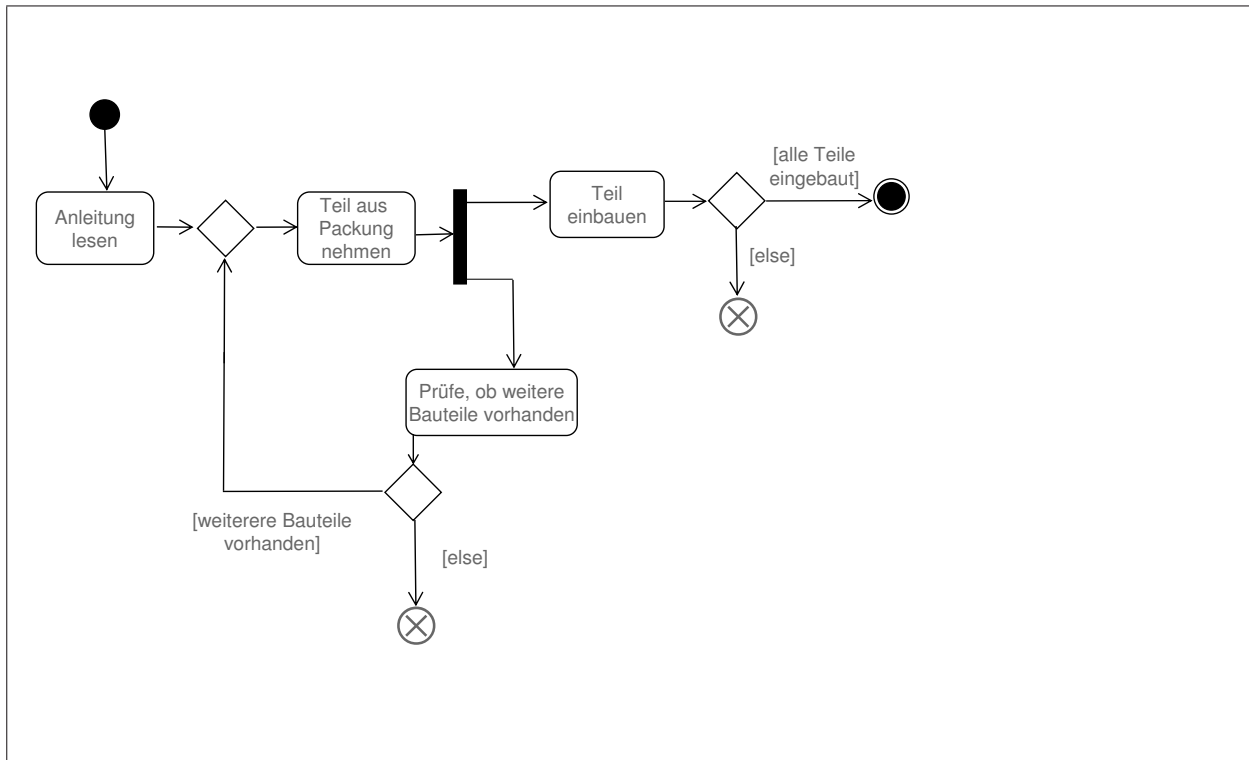 Anleitung
lesen
Teil aus
Packung
nehmen
Teil
einbauen
[alle Teile
eingebaut]
[else]
Prüfe, ob weitere
Bauteile vorhanden
[weiterere Bauteile
vorhanden]
[else]